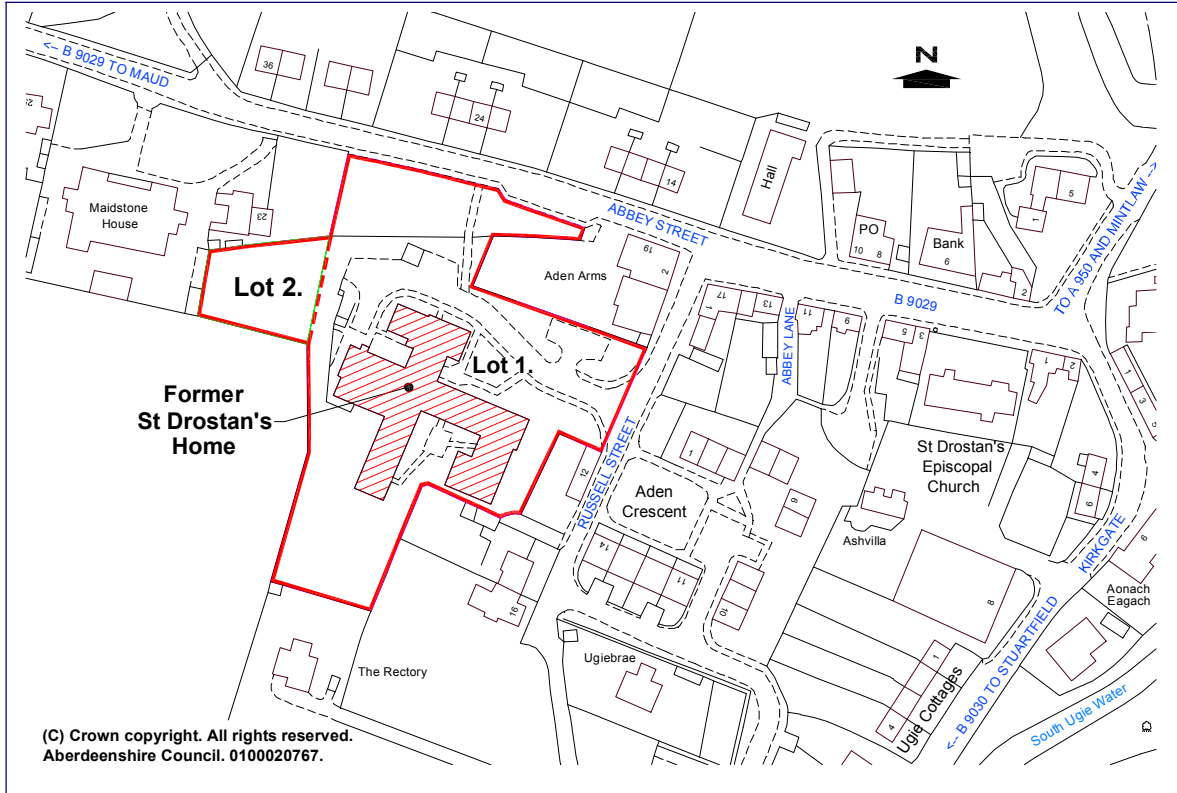 <-- B 9029 TO MAUD
36
24
14
N
Hall
PO
10
8
Bank
6
2
1
5
TO A 950 AND MINTLAW -->
23
Maidstone
House
ABBEY STREET
19
2
Aden Arms
Lot 2.
Lot 1.
Former
St Drostan's
Home
17
1
13
ABBEY LANE
11
9
B 9029
5
3
1
2
1
3
St Drostan's
Episcopal
Church
4
6
RUSSELL STREET
12
1
Aden
Crescent
9
Ashvilla
14
11
10
16
8
KIRKGATE
6
Aonach
Eagach
The Rectory
Ugiebrae
1
4
Ugie Cottages
<-- B 9030 TO STUARTFIELD
South Ugie Water
(C) Crown copyright. All rights reserved.
Aberdeenshire Council. 0100020767.